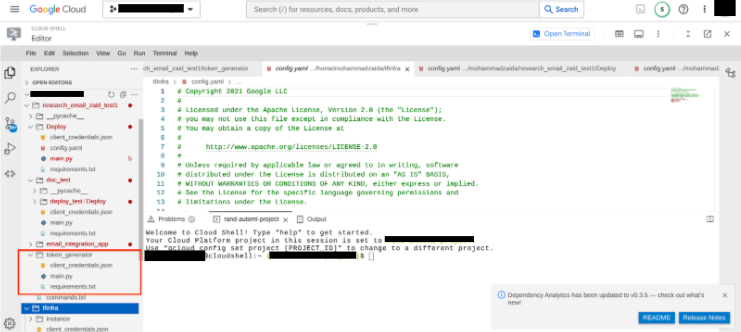 Google Cloud
Search (/) for resources, docs, products, and more
Search
5
CLOUD SHELL
Editor
Open Terminal
File Edit Selection View Go Run Terminal Help
EXPLORER
OPEN EDITORS
research_email_zaid_test1
__pycache__
Deploy
client_credentials.json
config.yaml
main.py 5
requirements.txt
doc_test
__pycache__
deploy_test / Deploy
main.py
requirements.txt
email_integration_app
token_generator
client_credentials.json
main.py
requirements.txt
commands.txt
tfinfra
instance
client_credentials.json
ch_email_zaid_test1/token_generator
config.yaml .../home/mohammadzaida/tfinfra
config.yaml .../mohammadzaida/research_email_zaid_test1/Deploy
config.yaml .../mohammadza
tfinfra > config.yaml > ...
1 # Copyright 2021 Google LLC
2 #
3 # Licensed under the Apache License, Version 2.0 (the "License");
4 # you may not use this file except in compliance with the License.
5 # You may obtain a copy of the License at
6 #
7 # http://www.apache.org/licenses/LICENSE-2.0
8 #
9 # Unless required by applicable law or agreed to in writing, software
10 # distributed under the License is distributed on an "AS IS" BASIS,
11 # WITHOUT WARRANTIES OR CONDITIONS OF ANY KIND, either express or implied.
12 # See the License for the specific language governing permissions and
13 # limitations under the License.
Problems
rand-automl-project
Output
Welcome to Cloud Shell! Type "help" to get started.
Your Cloud Platform project in this session is set to
Use "gcloud config set project [PROJECT_ID]" to change to a different project.
@cloudshell:~ ($
Dependency Analytics has been updated to v0.3.5 — check out what's
new!
README
Release Notes